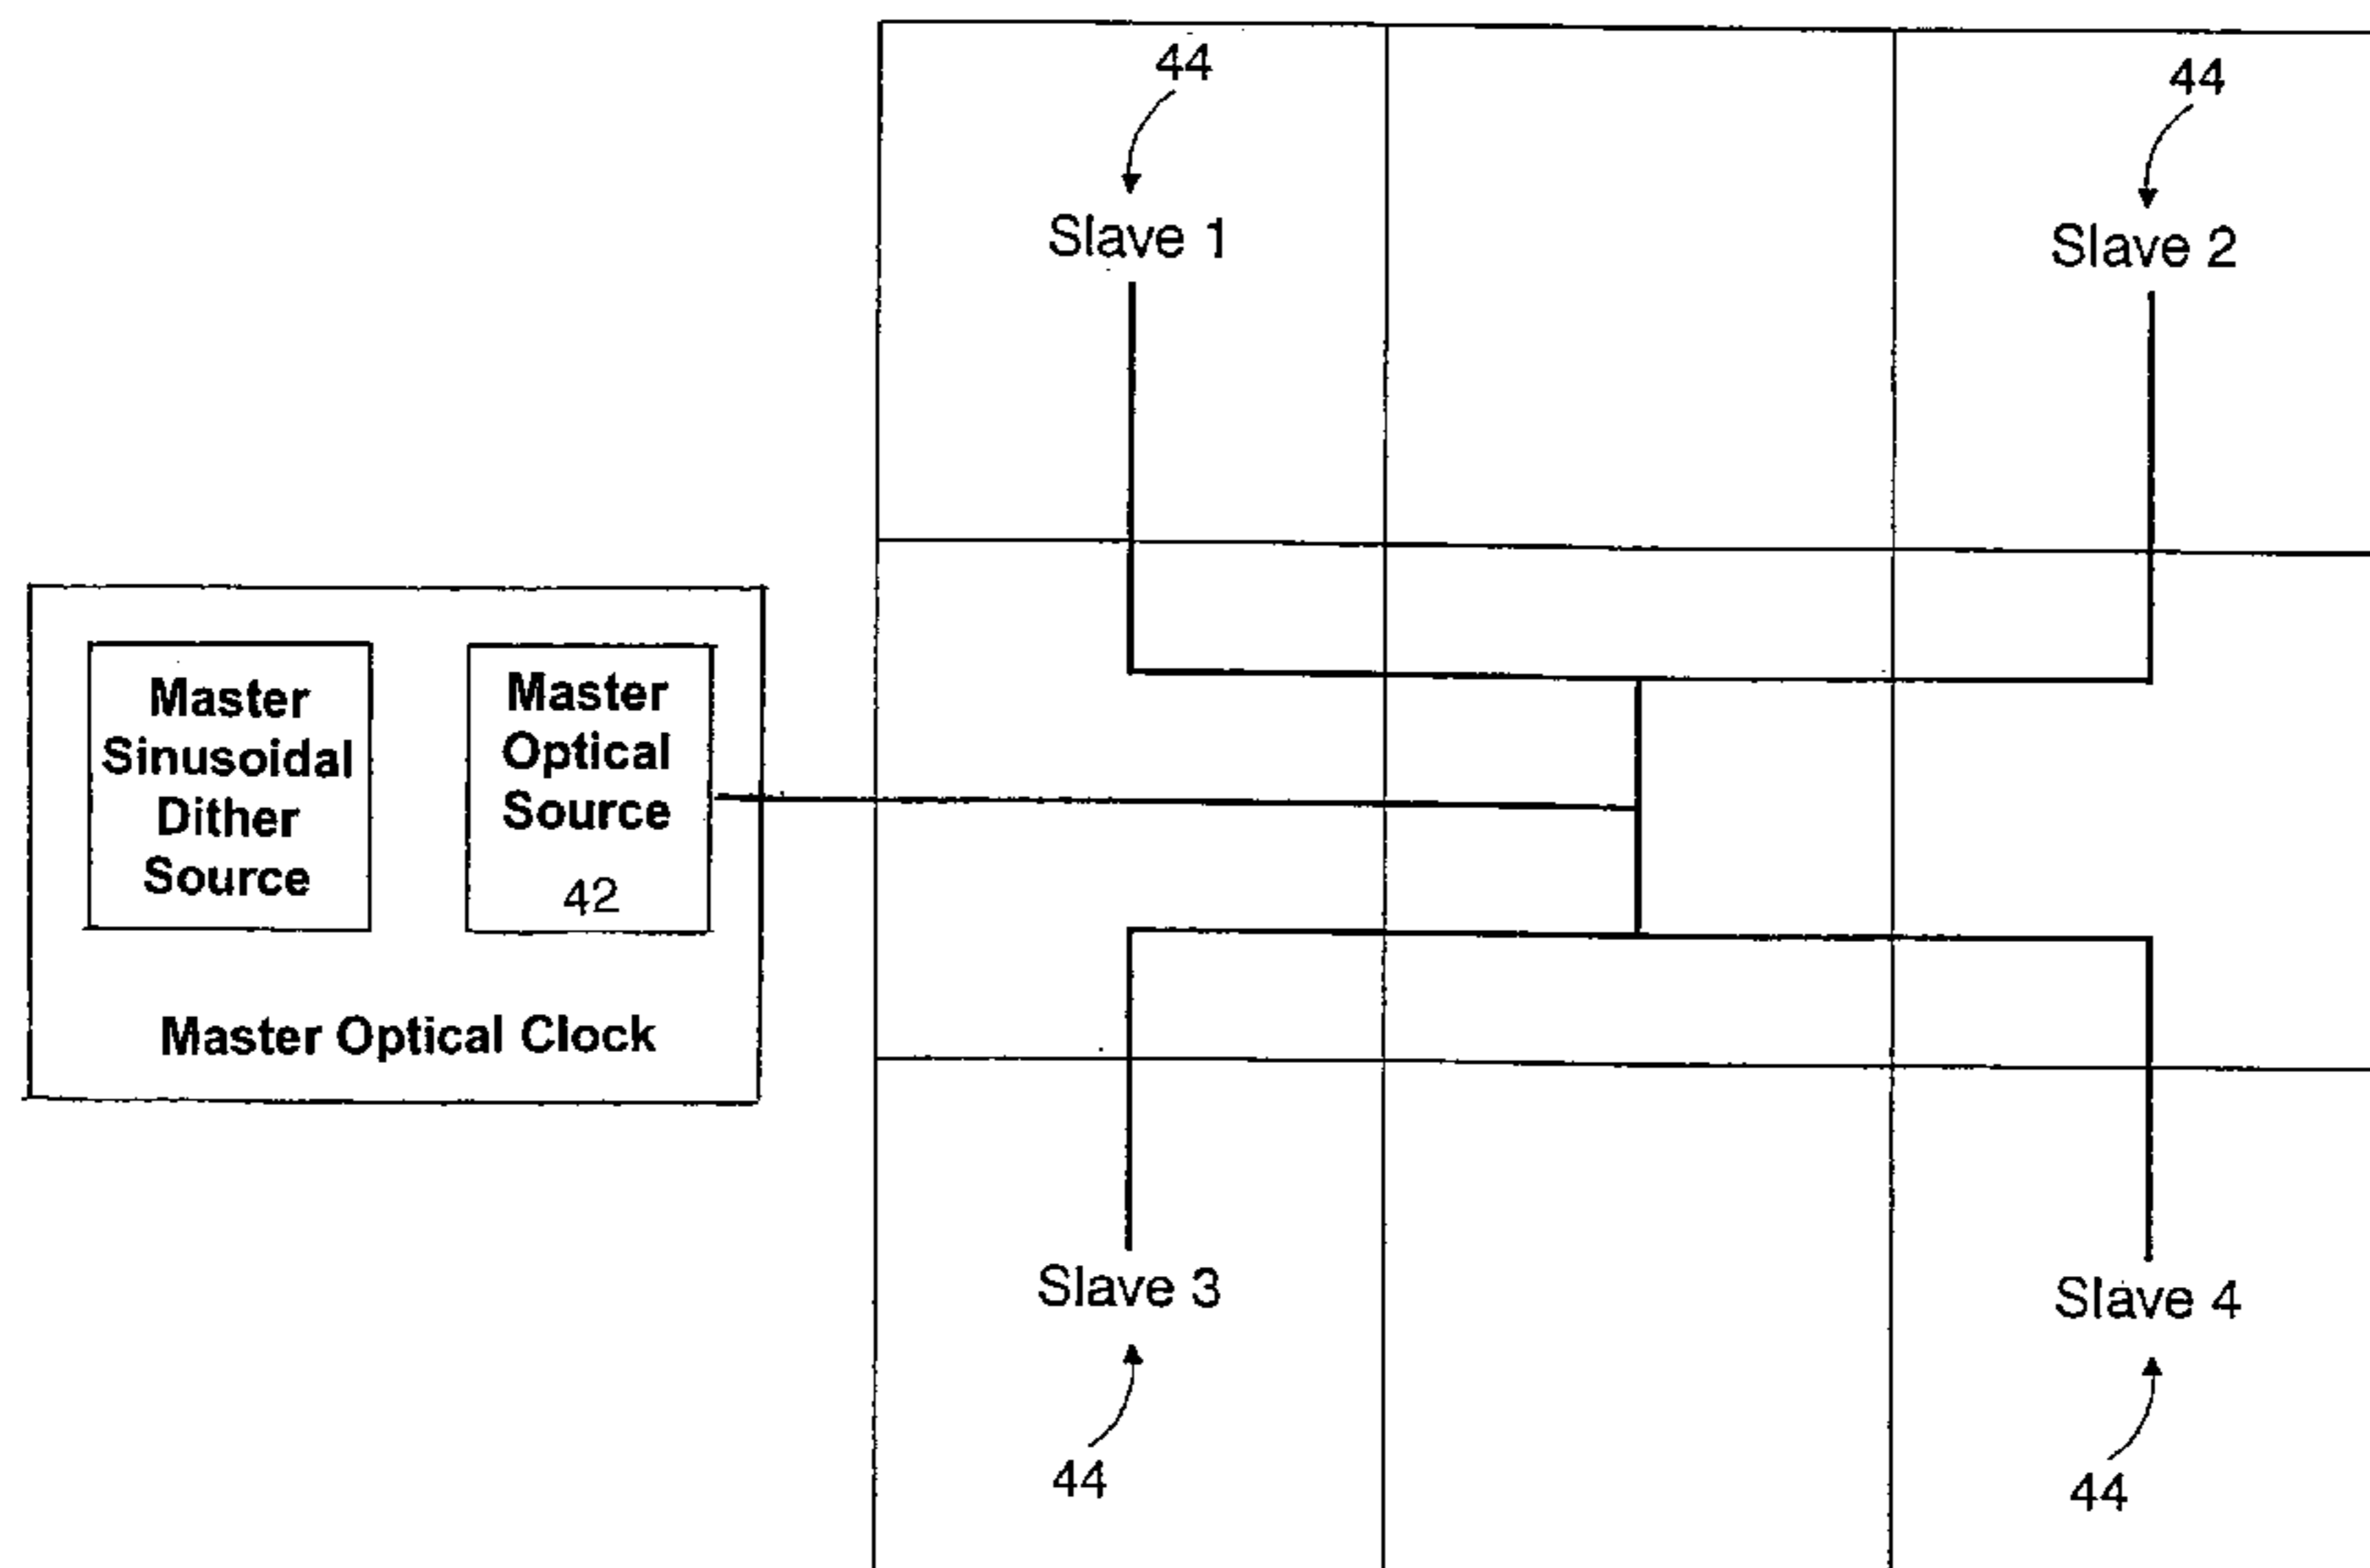 44
44
Slave 1
Slave 2
Master
Sinusoidal
Dither
Source
Master
Optical
Source
42
Master Optical Clock
Slave 3
Slave 4
44
44